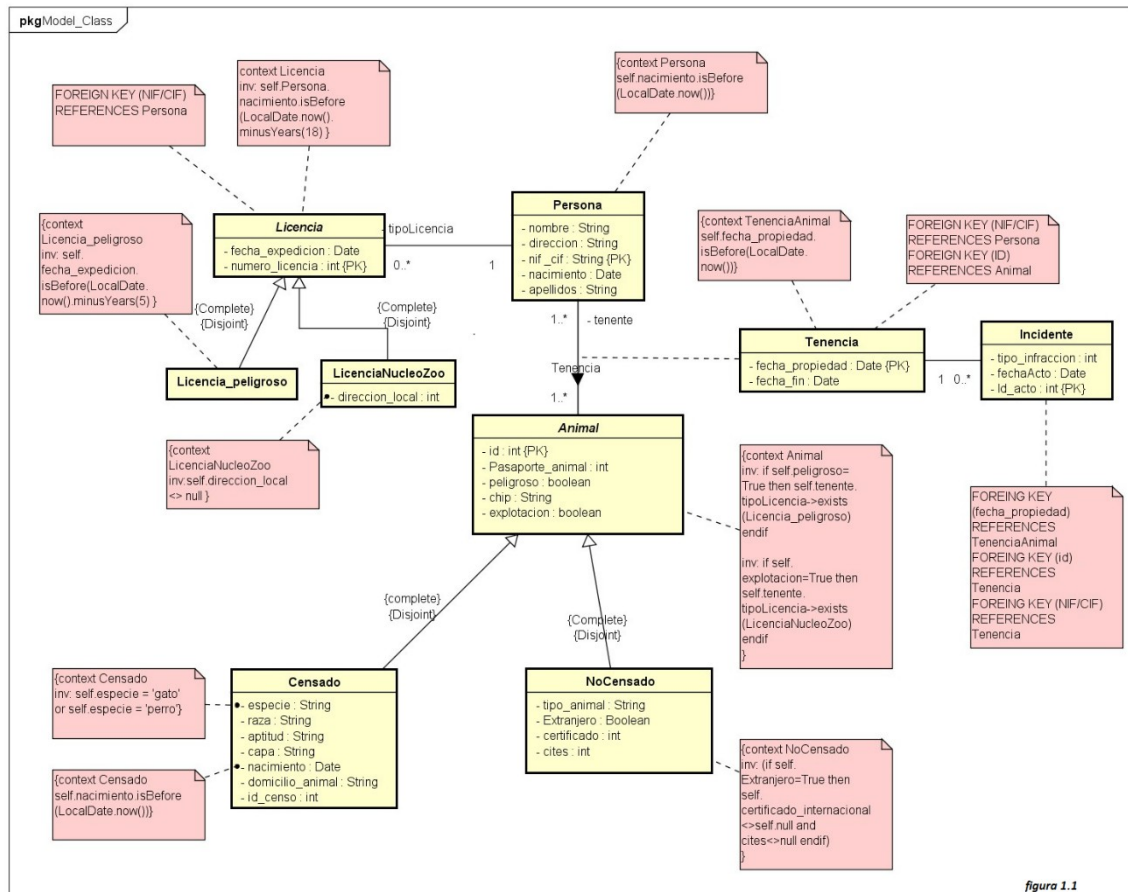 pkgModel_Class
{context Persona
self.nacimiento.isBefore
(LocalDate.now())}
context Licencia
inv: self.Persona.
nacimiento.isBefore
(LocalDate.now().
minusYears(18) }
FOREIGN KEY (NIF/CIF)
REFERENCES Persona
{context
Licencia_peligroso
inv: self.
fecha_expedicion.
isBefore(LocalDate.
now().minusYears(5) }
Licencia
- fecha_expedicion : Date
- numero_licencia : int {PK}
- tipoLicencia
0..*
1
Persona
- nombre : String
- direccion : String
- nif_cif : String {PK}
- nacimiento : Date
- apellidos : String
{context TenenciaAnimal
self.fecha_propiedad.
isBefore(LocalDate.
now())}
FOREIGN KEY (NIF/CIF)
REFERENCES Persona
FOREIGN KEY (ID)
REFERENCES Animal
{Complete}
{Disjoint}
{Complete}
{Disjoint}
1..*
- tenente
Tenencia
1..*
Tenencia
- fecha_propiedad : Date {PK}
- fecha_fin : Date
1
0..*
Incidente
- tipo_infraccion : int
- fechaActo : Date
- Id_acto : int {PK}
Licencia_peligroso
LicenciaNucleoZoo
- direccion_local : int
{context
LicenciaNucleoZoo
inv:self.direccion_local
<> null }
Animal
- id : int {PK}
- Pasaporte_animal : int
- peligroso : boolean
- chip : String
- explotacion : boolean
{context Animal
inv: if self.peligroso=
True then self.tenente.
tipoLicencia->exists
(Licencia_peligroso)
endif
inv: if self.
explotacion=True then
self.tenente.
tipoLicencia->exists
(LicenciaNucleoZoo)
endif
}
FOREING KEY
(fecha_propiedad)
REFERENCES
TenenciaAnimal
FOREING KEY (id)
REFERENCES
Tenencia
FOREING KEY (NIF/CIF)
REFERENCES
Tenencia
{complete}
{Disjoint}
{Complete}
{Disjoint}
{context Censado
inv: self.especie = 'gato'
or self.especie = 'perro'}
{context Censado
self.nacimiento.isBefore
(LocalDate.now())}
Censado
- especie : String
- raza : String
- aptitud : String
- capa : String
- nacimiento : Date
- domicilio_animal : String
- id_censo : int
NoCensado
- tipo_animal : String
- Extranjero : Boolean
- certificado : int
- cites : int
{context NoCensado
inv: (if self.
Extranjero=True then
self.
certificado_internacional
<>self.null and
cites<>null endif)
}
figura 1.1